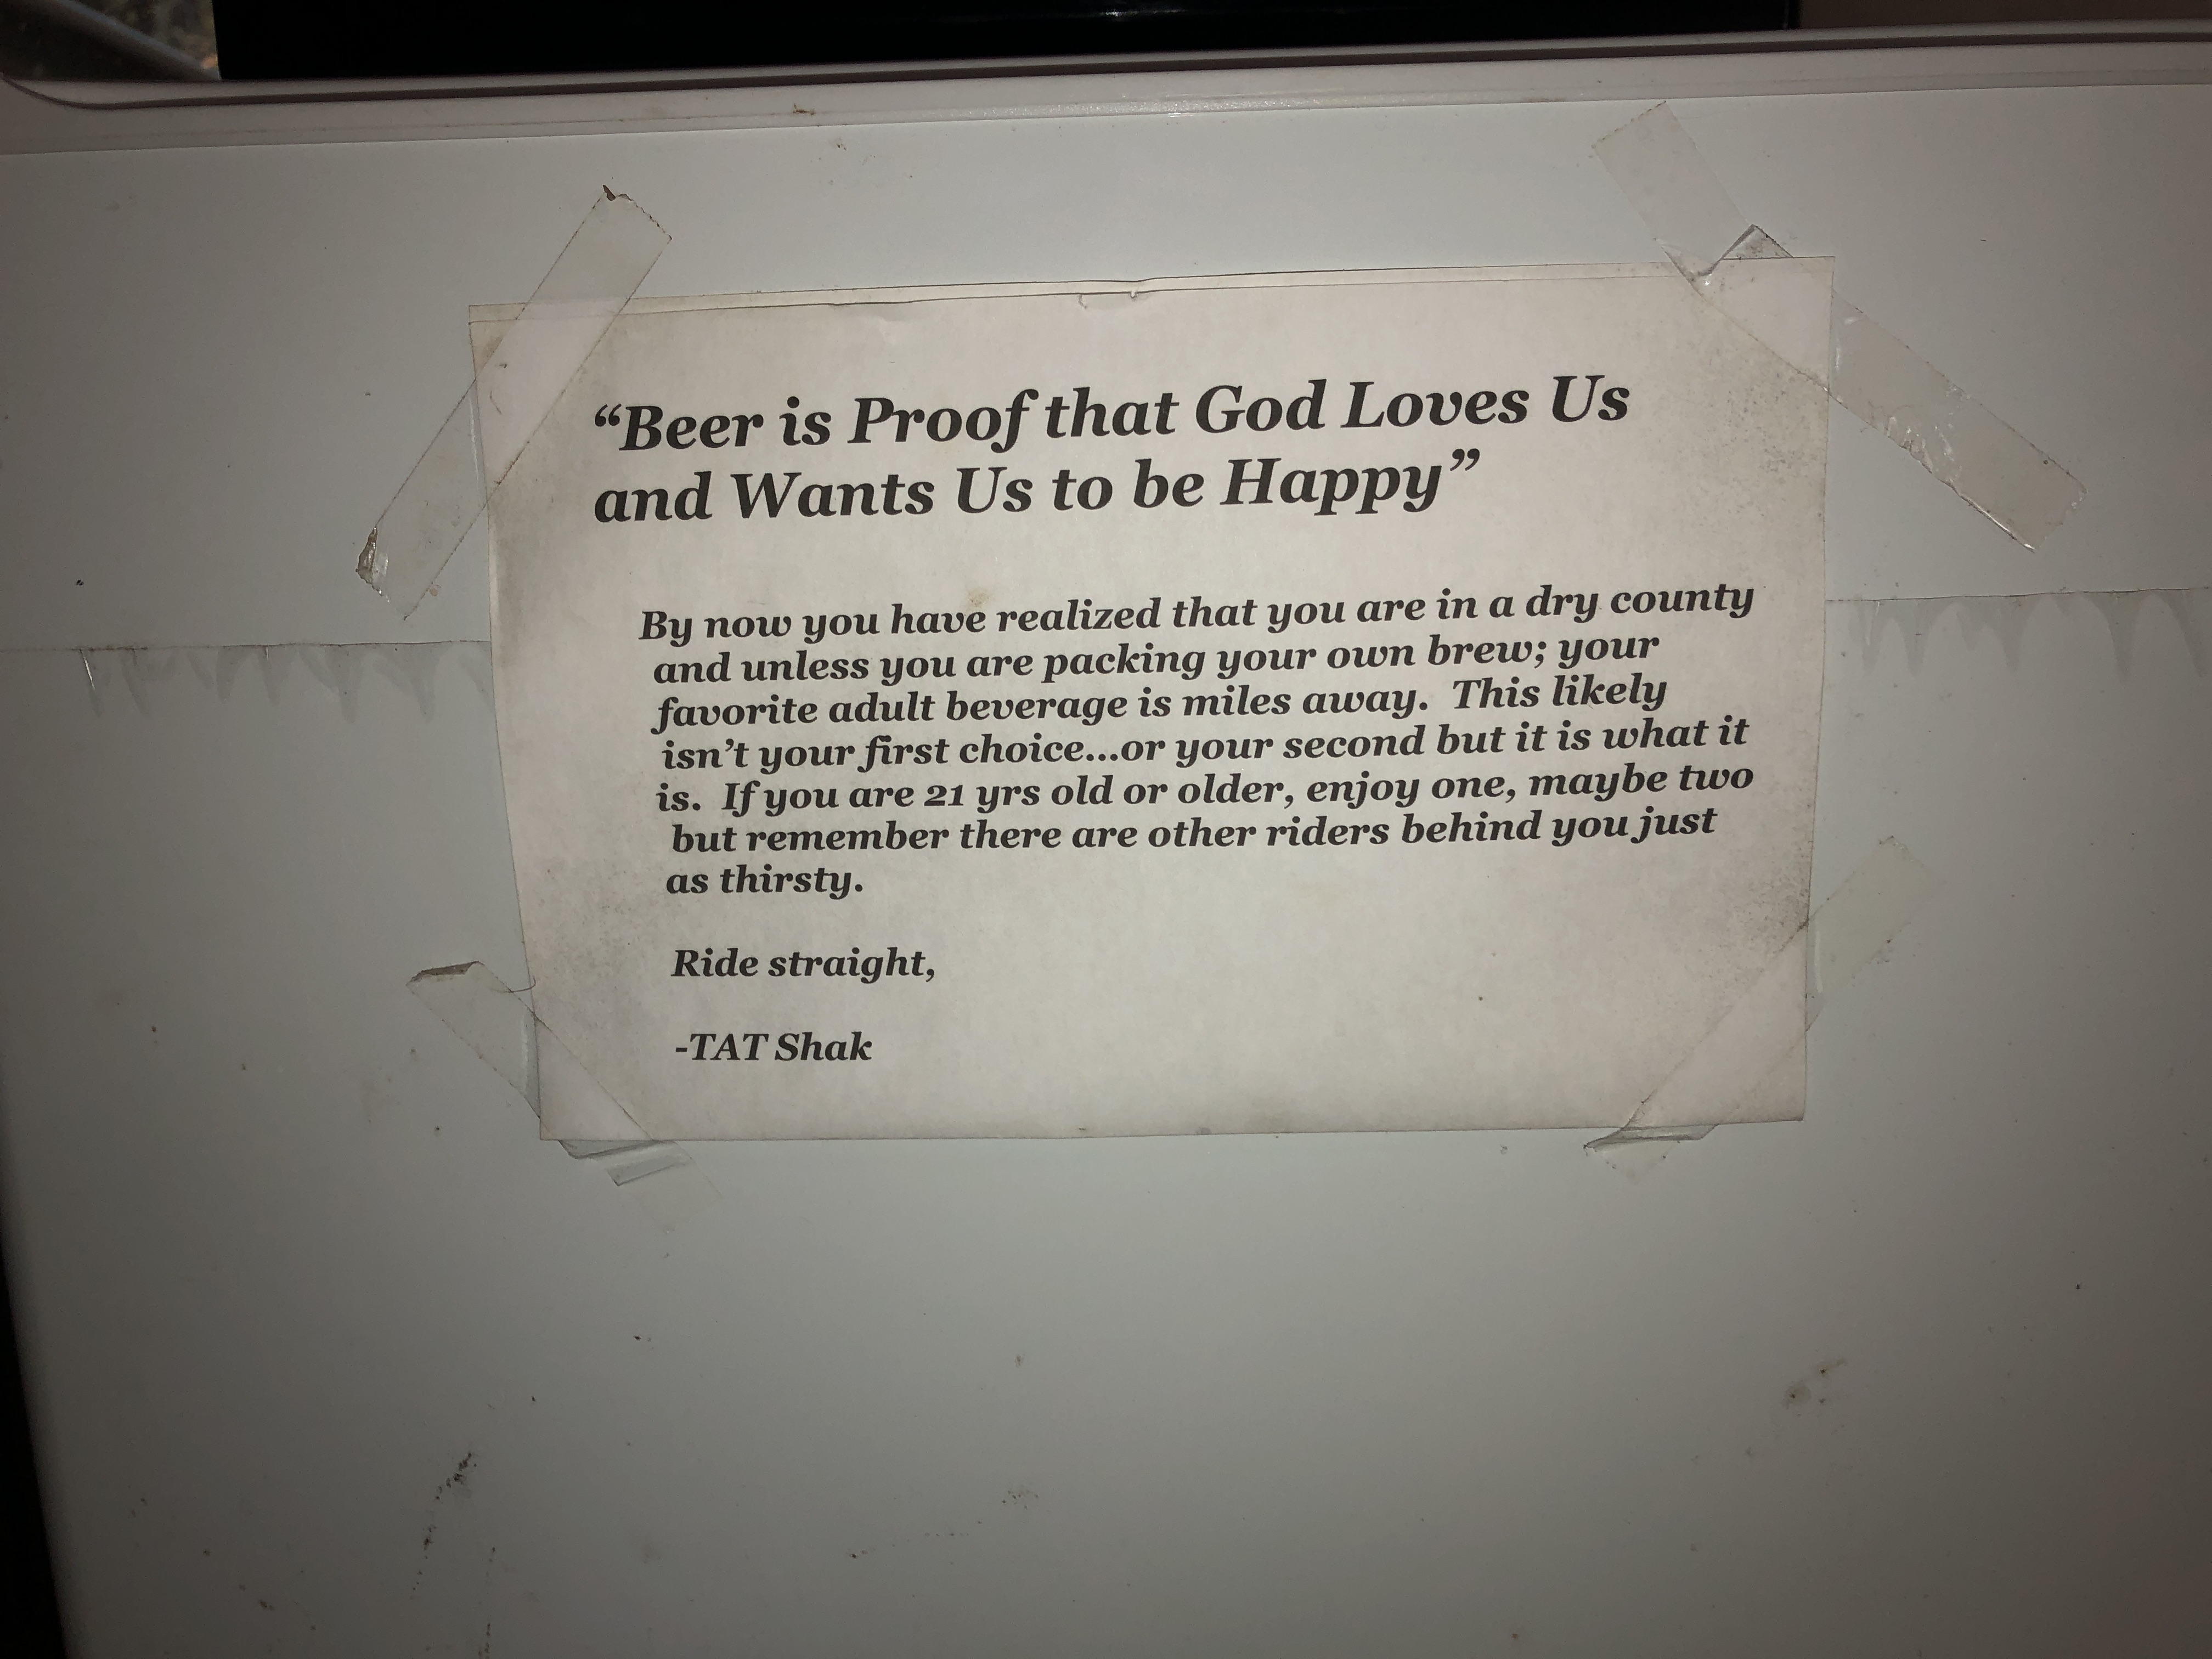 “Beer is Proof that God Loves Us
and Wants Us to be Happy”
By now you have realized that you are in a dry county
and unless you are packing your own brew; your
favorite adult beverage is miles away.  This likely
isn’t your first choice...or your second but it is what it
is.  If you are 21 yrs old or older, enjoy one, maybe two
but remember there are other riders behind you just
as thirsty.
Ride straight,
-TAT Shak